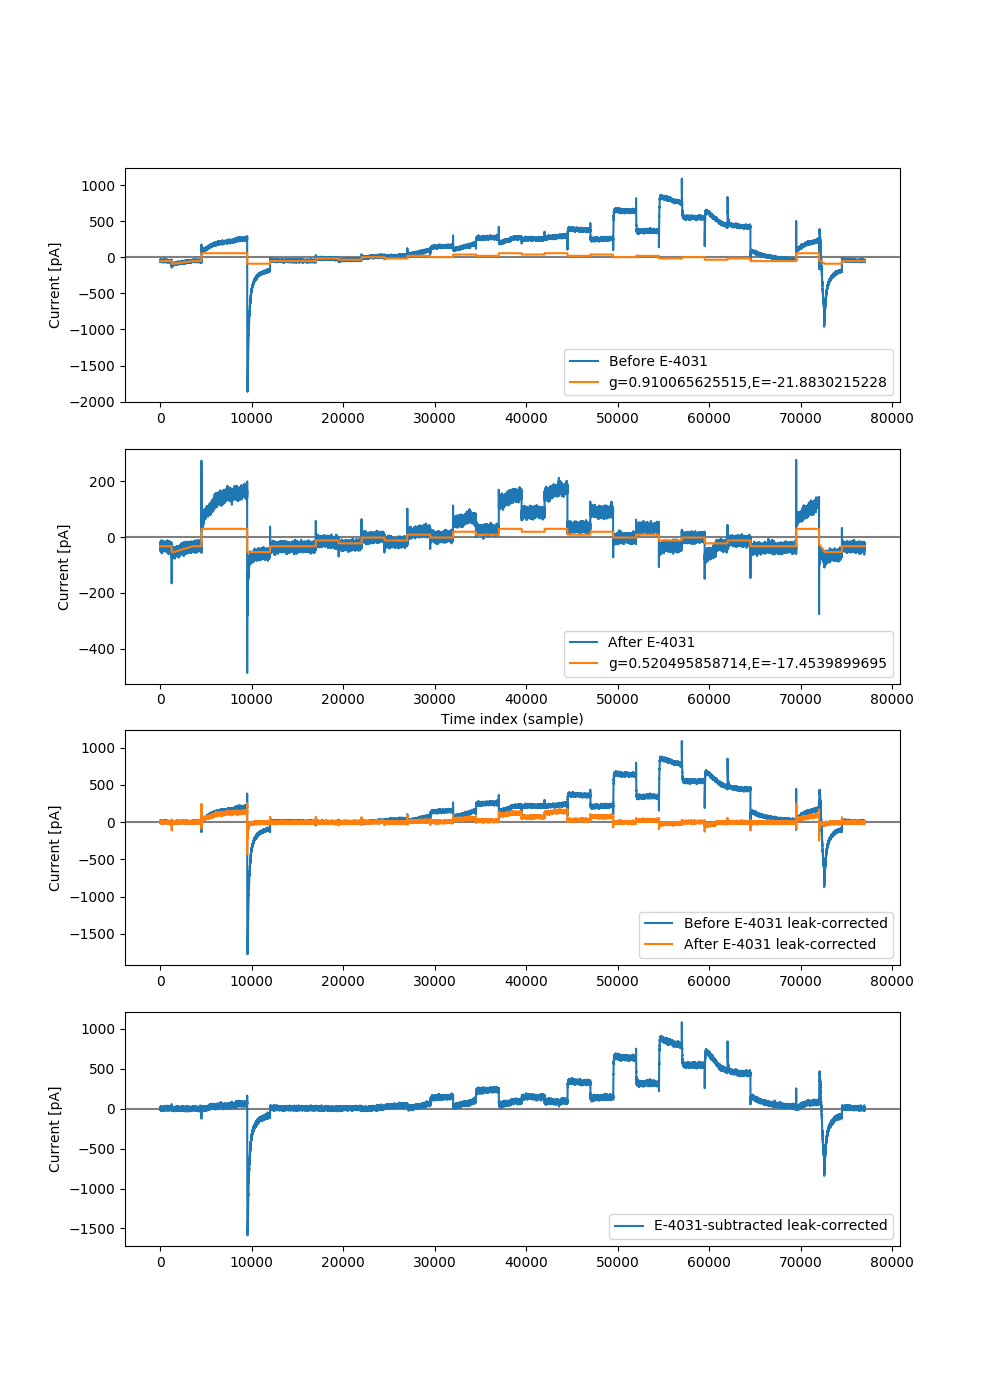 1000
500
0
−500
−1000
−1500
−2000
Current [pA]
Before E-4031
g=0.910065625515,E=-21.8830215228
0 10000 20000 30000 40000 50000 60000 70000 80000
200
0
−200
−400
Current [pA]
After E-4031
g=0.520495858714,E=-17.4539899695
0 10000 20000 30000 40000 50000 60000 70000 80000
Time index (sample)
1000
500
0
−500
−1000
−1500
Current [pA]
Before E-4031 leak-corrected
After E-4031 leak-corrected
0 10000 20000 30000 40000 50000 60000 70000 80000
1000
500
0
−500
−1000
−1500
Current [pA]
E-4031-subtracted leak-corrected
0 10000 20000 30000 40000 50000 60000 70000 80000